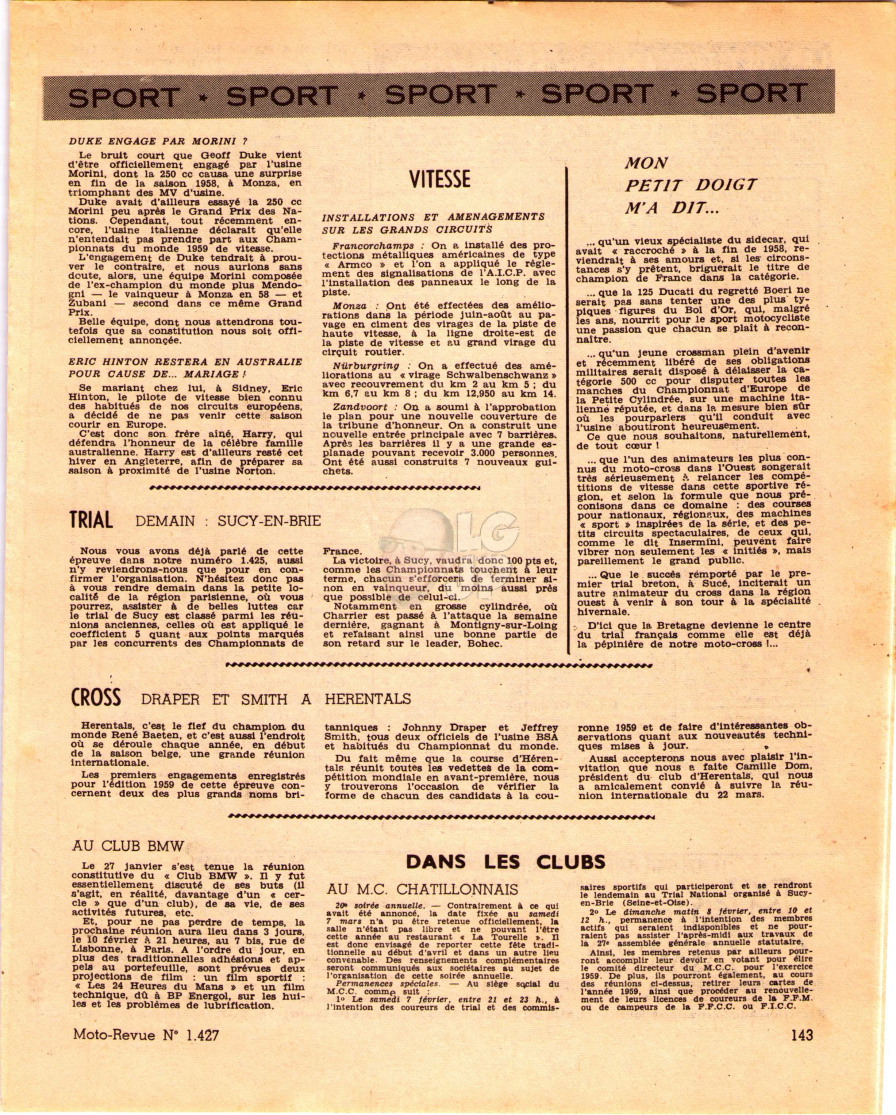 SPORT * SPORT * SPORT * SPORT * SPORT
DUKE ENGAGE PAR MORINI ?
Le bruit court que Geoff Duke vient
d'être officiellement engagé par l'usine
Morini, dont la 250 cc causa une surprise
en fin de la saison 1958, à Monza, en
triomphant des MV d'usine.
Duke avait d'ailleurs essayé la 250 cc
Morini peu après le Grand Prix des Na-
tions. Cependant, tout récemment en-
core, l'usine italienne déclarait qu'elle
n'entendait pas prendre part aux Cham-
pionnats du monde 1959 de vitesse.
L'engagement de Duke tendrait à prou-
ver le contraire, et nous aurions sans
doute, alors, une équipe Morini composée
de l'ex-champion du monde plus Mendo-
gni — le vainqueur à Monza en 58 — et
Zubani — second dans ce même Grand
Prix.
Belle équipe, dont nous attendrons tou-
tefois que sa constitution nous soit offi-
ciellement annonçée.
ERIC HINTON RESTERA EN AUSTRALIE
POUR CAUSE DE... MARIAGE !
Se mariant chez lui, à Sidney, Eric
Hinton, le pilote de vitesse bien connu
des habitués de nos circuits européens,
a décidé de ne pas venir cette saison
courir en Europe.
C'est donc son frère aîné, Harry, qui
défendra l'honneur de la célèbre famille
australienne. Harry est d'ailleurs resté cet
hiver en Angleterre, afin de préparer sa
saison à proximité de l'usine Norton.
VITESSE
INSTALLATIONS ET AMENAGEMENTS
SUR LES GRANDS CIRCUITS
Francorchamps : On a installé des pro-
tections métalliques américaines de type
« Armco » et l'on a appliqué le règle-
ment des signalisations de l'A.I.C.P. avec
l'installation des panneaux le long de la
piste.
Monza : Ont été effectées des amélio-
rations dans la période juin-août au pa-
vage en ciment des virages de la piste de
haute vitesse, à la ligne droite-est de
la piste de vitesse et au grand virage du
circuit routier.
Nürburgring : On a effectué des amé-
liorations au « virage Schwalbenschwanz »
avec recouvrement du km 2 au km 5 ; du
km 6,7 au km 8 ; du km 12,950 au km 14.
Zandvoort : On a soumi à l'approbation
le plan pour une nouvelle couverture de
la tribune d'honneur. On a construit une
nouvelle entrée principale avec 7 barrières.
Après les barrières il y a une grande es-
planade pouvant recevoir 3.000 personnes.
Ont été aussi construits 7 nouveaux gui-
chets.
MON
PETIT DOIGT
M'A DIT...
... qu'un vieux spécialiste du sidecar, qui
avait « raccroché » à la fin de 1958, re-
viendrait à ses amours et, si les circons-
tances s'y prêtent, briguerait le titre de
champion de France dans la catégorie.
... que la 125 Ducati du regretté Boeri ne
serait pas sans tenter une des plus ty-
piques figures du Bol d'Or, qui, malgré
les ans, nourrit pour le sport motocycliste
une passion que chacun se plaît à recon-
naître.
... qu'un jeune crossman plein d'avenir
et récemment libéré de ses obligations
militaires serait disposé à délaisser la ca-
tégorie 500 cc pour disputer toutes les
manches du Championnat d'Europe de
la Petite Cylindrée, sur une machine ita-
lienne réputée, et dans la mesure bien sûr
où les pourparlers qu'il conduit avec
l'usine aboutiront heureusement.
Ce que nous souhaitons, naturellement,
de tout cœur !
... que l'un des animateurs les plus con-
nus du moto-cross dans l'Ouest songerait
très sérieusement à relancer les compé-
titions de vitesse dans cette sportive ré-
gion, et selon la formule que nous pré-
conisons dans ce domaine : des courses
pour nationaux, régionaux, des machines
« sport » inspirées de la série, et des pe-
tits circuits spectaculaires, de ceux qui,
comme le dit Insermini, peuvent faire
vibrer non seulement les « initiés », mais
pareillement le grand public.
... Que le succès remporté par le pre-
mier trial breton, à Sucé, inciterait un
autre animateur du cross dans la région
ouest à venir à son tour à la spécialité
hivernale.
D'ici que la Bretagne devienne le centre
du trial français comme elle est déjà
la pépinière de notre moto-cross !...
TRIAL DEMAIN : SUCY-EN-BRIE
Nous vous avons déjà parlé de cette
épreuve dans notre numéro 1.425, aussi
n'y reviendrons-nous que pour en con-
firmer l'organisation. N'hésitez donc pas
à vous rendre demain dans la petite lo-
calité de la région parisienne, où vous
pourrez, assister à de belles luttes car
le trial de Sucy est classé parmi les réu-
nions anciennes, celles où est appliqué le
coefficient 5 quant aux points marqués
par les concurrents des Championnats de
France.
La victoire, à Sucy, vaudra donc 100 pts et,
comme les Championnats touchent à leur
terme, chacun s'efforcera de terminer si-
non en vainqueur, du moins aussi près
que possible de celui-ci.
Notamment en grosse cylindrée, où
Charrier est passé à l'attaque la semaine
dernière, gagnant à Montigny-sur-Loing
et refaisant ainsi une bonne partie de
son retard sur le leader, Bohec.
LG
CROSS DRAPER ET SMITH A HERENTALS
Herentals, c'est le fief du champion du
monde René Baeten, et c'est aussi l'endroit
où se déroule chaque année, en début
de la saison belge, une grande réunion
internationale.
Les premiers engagements enregistrés
pour l'édition 1959 de cette épreuve con-
cernent deux des plus grands noms bri-
tanniques : Johnny Draper et Jeffrey
Smith, tous deux officiels de l'usine BSA
et habitués du Championnat du monde.
Du fait même que la course d'Héren-
tals réunit toutes les vedettes de la com-
pétition mondiale en avant-première, nous
y trouverons l'occasion de vérifier la
forme de chacun des candidats à la cou-
ronne 1959 et de faire d'intéressantes ob-
servations quant aux nouveautés techni-
ques mises à jour.
Aussi accepterons nous avec plaisir l'in-
vitation que nous a faite Camille Dom,
président du club d'Herentals, qui nous
a amicalement convié à suivre la réu-
nion internationale du 22 mars.
AU CLUB BMW
Le 27 janvier s'est tenue la réunion
constitutive du « Club BMW ». Il y fut
essentiellement discuté de ses buts (il
s'agit, en réalité, davantage d'un « cer-
cle » que d'un club), de sa vie, de ses
activités futures, etc.
Et, pour ne pas perdre de temps, la
prochaine réunion aura lieu dans 3 jours,
le 10 février à 21 heures, au 7 bis, rue de
Lisbonne, à Paris. A l'ordre du jour, en
plus des traditionnelles adhésions et ap-
pels au portefeuille, sont prévues deux
projections de film : un film sportif :
« Les 24 Heures du Mans » et un film
technique, dû à BP Energol, sur les hui-
les et les problèmes de lubrification.
DANS LES CLUBS
AU M.C. CHATILLONNAIS
20e soirée annuelle. — Contrairement à ce qui
avait été annoncé, la date fixée au samedi
7 mars n'a pu être retenue officiellement, la
salle n'étant pas libre et ne pouvant l'être
cette année au restaurant « La Tourelle ». Il
est donc envisagé de reporter cette fête tradi-
tionnelle au début d'avril et dans un autre lieu
convenable. Des renseignements complémentaires
seront communiqués aux sociétaires au sujet de
l'organisation de cette soirée annuelle.
Permanences spéciales. — Au siège social du
M.C.C. comme suit :
1o Le samedi 7 février, entre 21 et 23 h., à
l'intention des coureurs de trial et des commis-
saires sportifs qui participeront et se rendront
le lendemain au Trial National organisé à Sucy-
en-Brie (Seine-et-Oise).
2o Le dimanche matin 8 février, entre 10 et
12 h., permanence à l'intention des membres
actifs qui seraient indisponibles et ne pour-
raient pas assister l'après-midi aux travaux de
la 27e assemblée générale annuelle statutaire.
Ainsi, les membres retenus par ailleurs pour-
ront accomplir leur devoir en votant pour élire
le comité directeur du M.C.C. pour l'exercice
1959. De plus, ils pourront également, au cours
des réunions ci-dessus, retirer leurs cartes de
l'année 1959, ainsi que procéder au renouvelle-
ment de leurs licences de coureurs de la F.F.M.
ou de campeurs de la F.F.C.C. ou F.I.C.C.
Moto-Revue N° 1.427
143